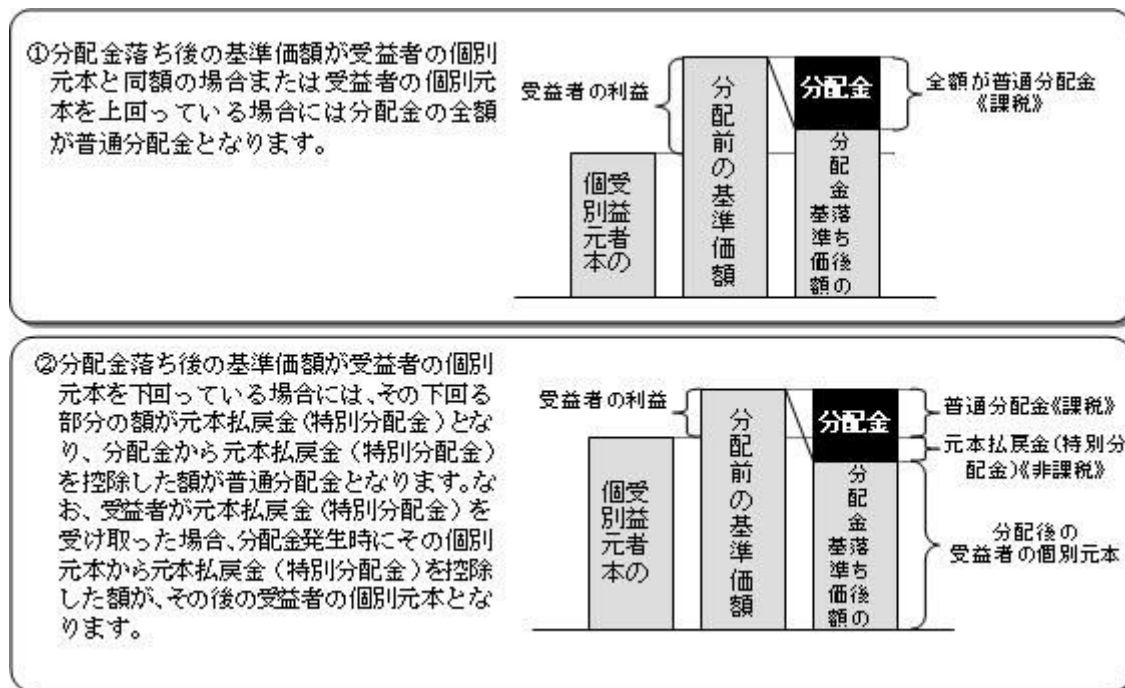 ①分配金落ち後の基準価額が受益者の個別
元本と同額の場合または受益者の個別元
本を上回っている場合には分配金の全額
が普通分配金となります。
受益者の利益
受益者の
個別元本
分配前の基準価額
分配金
分配金落ち後の
基準価額
全額が普通分配金
《課税》
②分配金落ち後の基準価額が受益者の個別
元本を下回っている場合には、その下回る
部分の額が元本払戻金(特別分配金)とな
り、分配金から元本払戻金(特別分配金)
を控除した額が普通分配金となります。な
お、受益者が元本払戻金(特別分配金)を
受け取った場合、分配金発生時にその個別
元本から元本払戻金(特別分配金)を控除
した額が、その後の受益者の個別元本とな
ります。
受益者の利益
受益者の
個別元本
分配前の基準価額
分配金
分配金落ち後の
基準価額
普通分配金《課税》
元本払戻金(特別分
配金)《非課税》
分配後の
受益者の個別元本